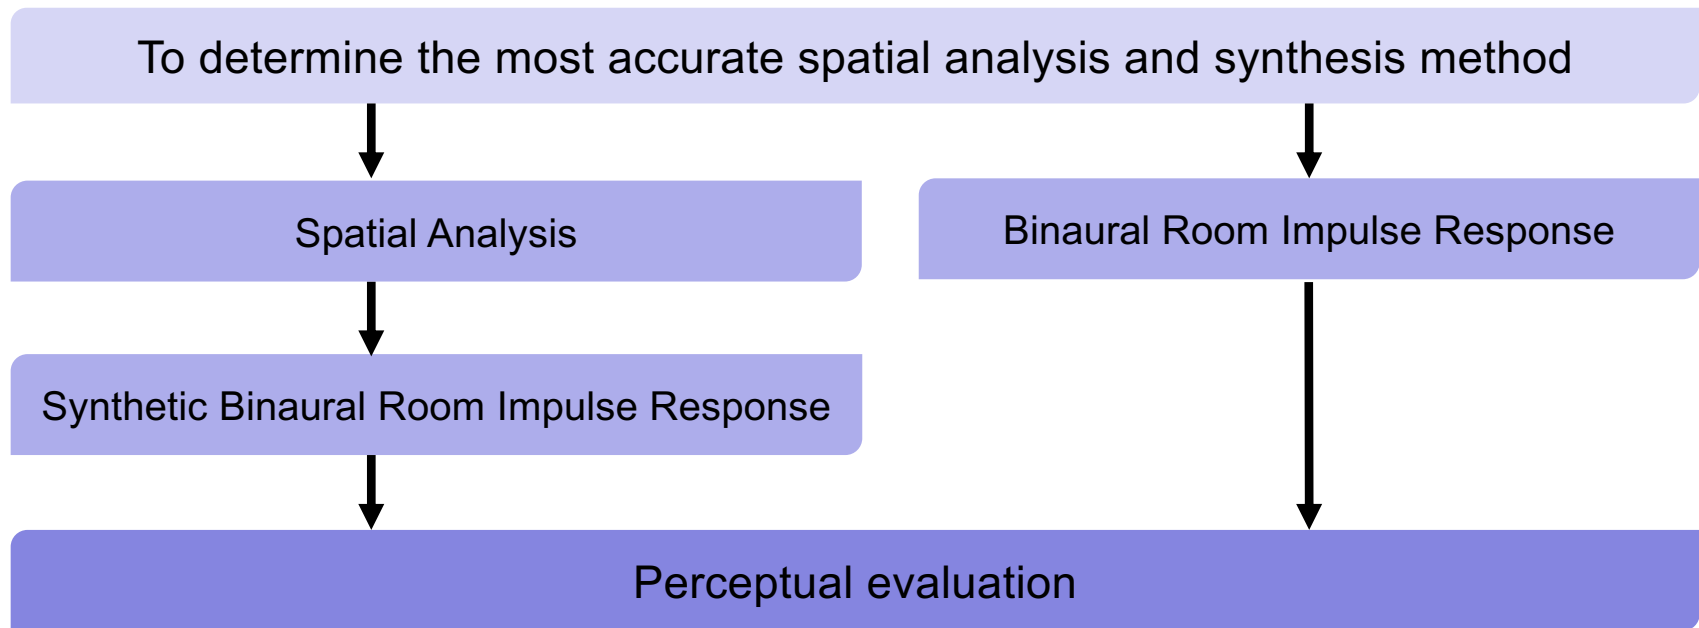 To determine the most accurate spatial analysis and synthesis method
Spatial Analysis
Binaural Room Impulse Response
Synthetic Binaural Room Impulse Response
Perceptual evaluation